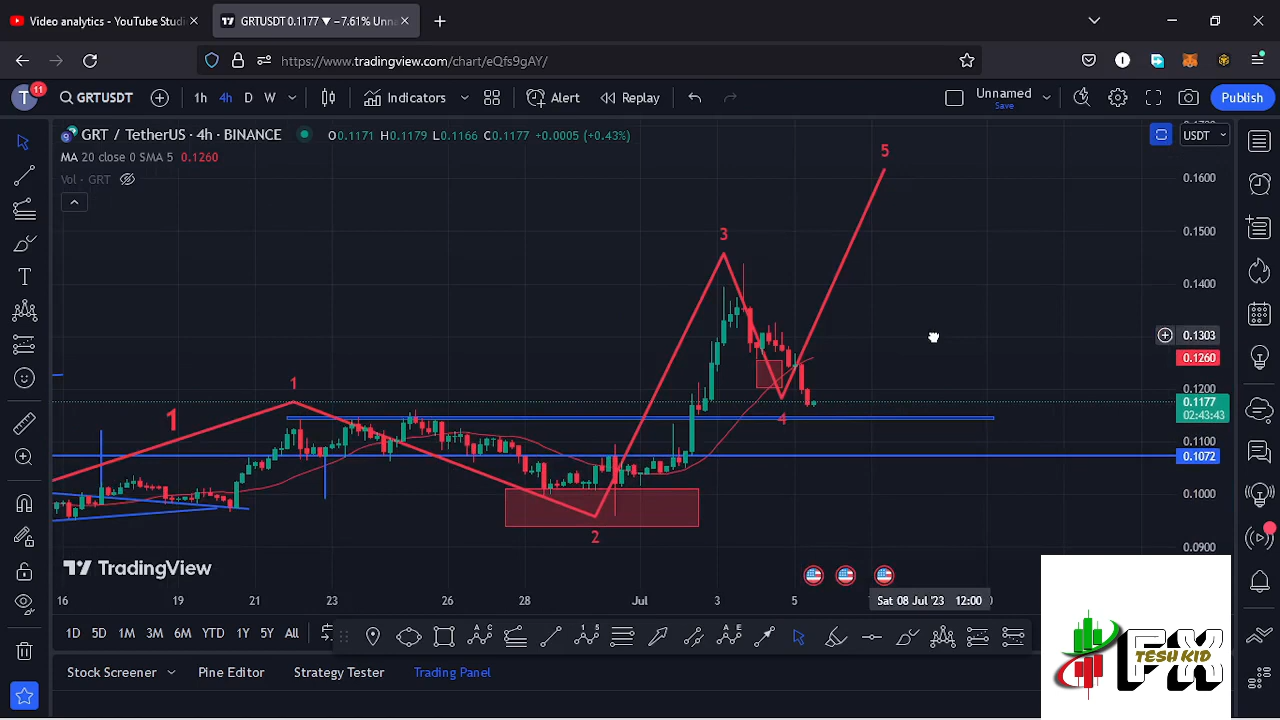 Video analytics - YouTube Studi
GRTUSDT 0.1177 ▼ −7.61% Unna
https://www.tradingview.com/chart/eQfs9gAY/
T 11 GRTUSDT 1h 4h D W Indicators Alert Replay Unnamed Save Publish
GRT / TetherUS · 4h · BINANCE O0.1171 H0.1179 L0.1166 C0.1177 +0.0005 (+0.43%) USDT
MA 20 close 0 SMA 5 0.1260
Vol · GRT
5
0.1600
0.1500
3
0.1400
0.1303
0.1260
1
0.1200
0.1177
02:43:43
1
4
0.1100
0.1072
0.1000
2
0.0900
TradingView
16 19 21 23 26 28 Jul 3 5 Sat 08 Jul '23 12:00
1D 5D 1M 3M 6M YTD 1Y 5Y All
Stock Screener Pine Editor Strategy Tester Trading Panel
FX
TESH KID